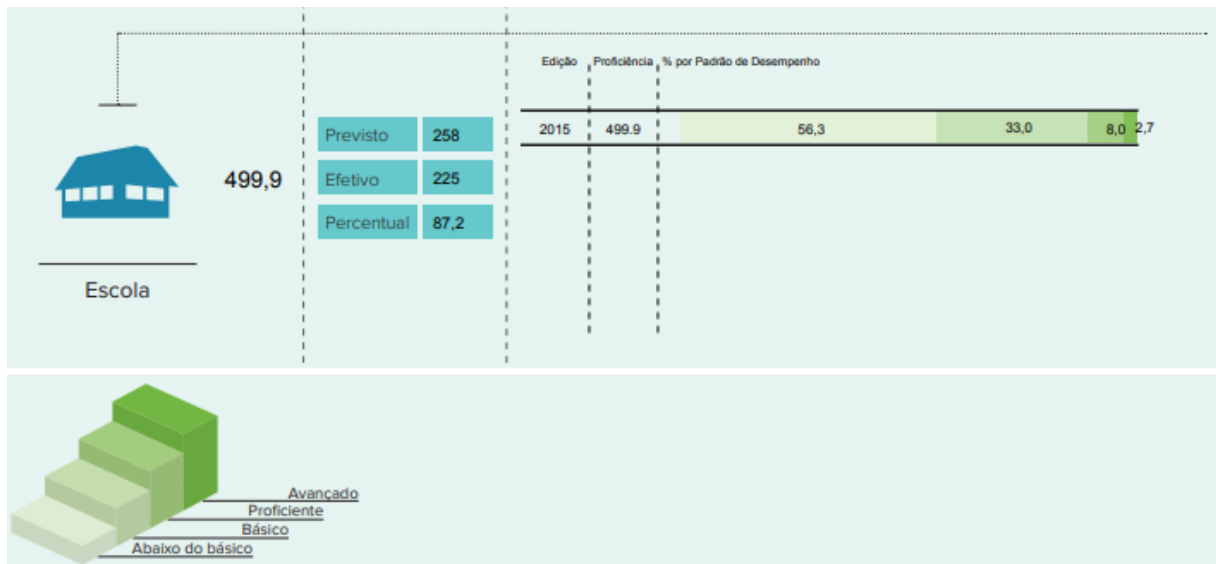 Edição Proficiência % por Padrão de Desempenho
2015 499.9 56,3 33,0 8,0 2,7
499,9
Previsto 258
Efetivo 225
Percentual 87,2
Escola
Avançado
Proficiente
Básico
Abaixo do básico